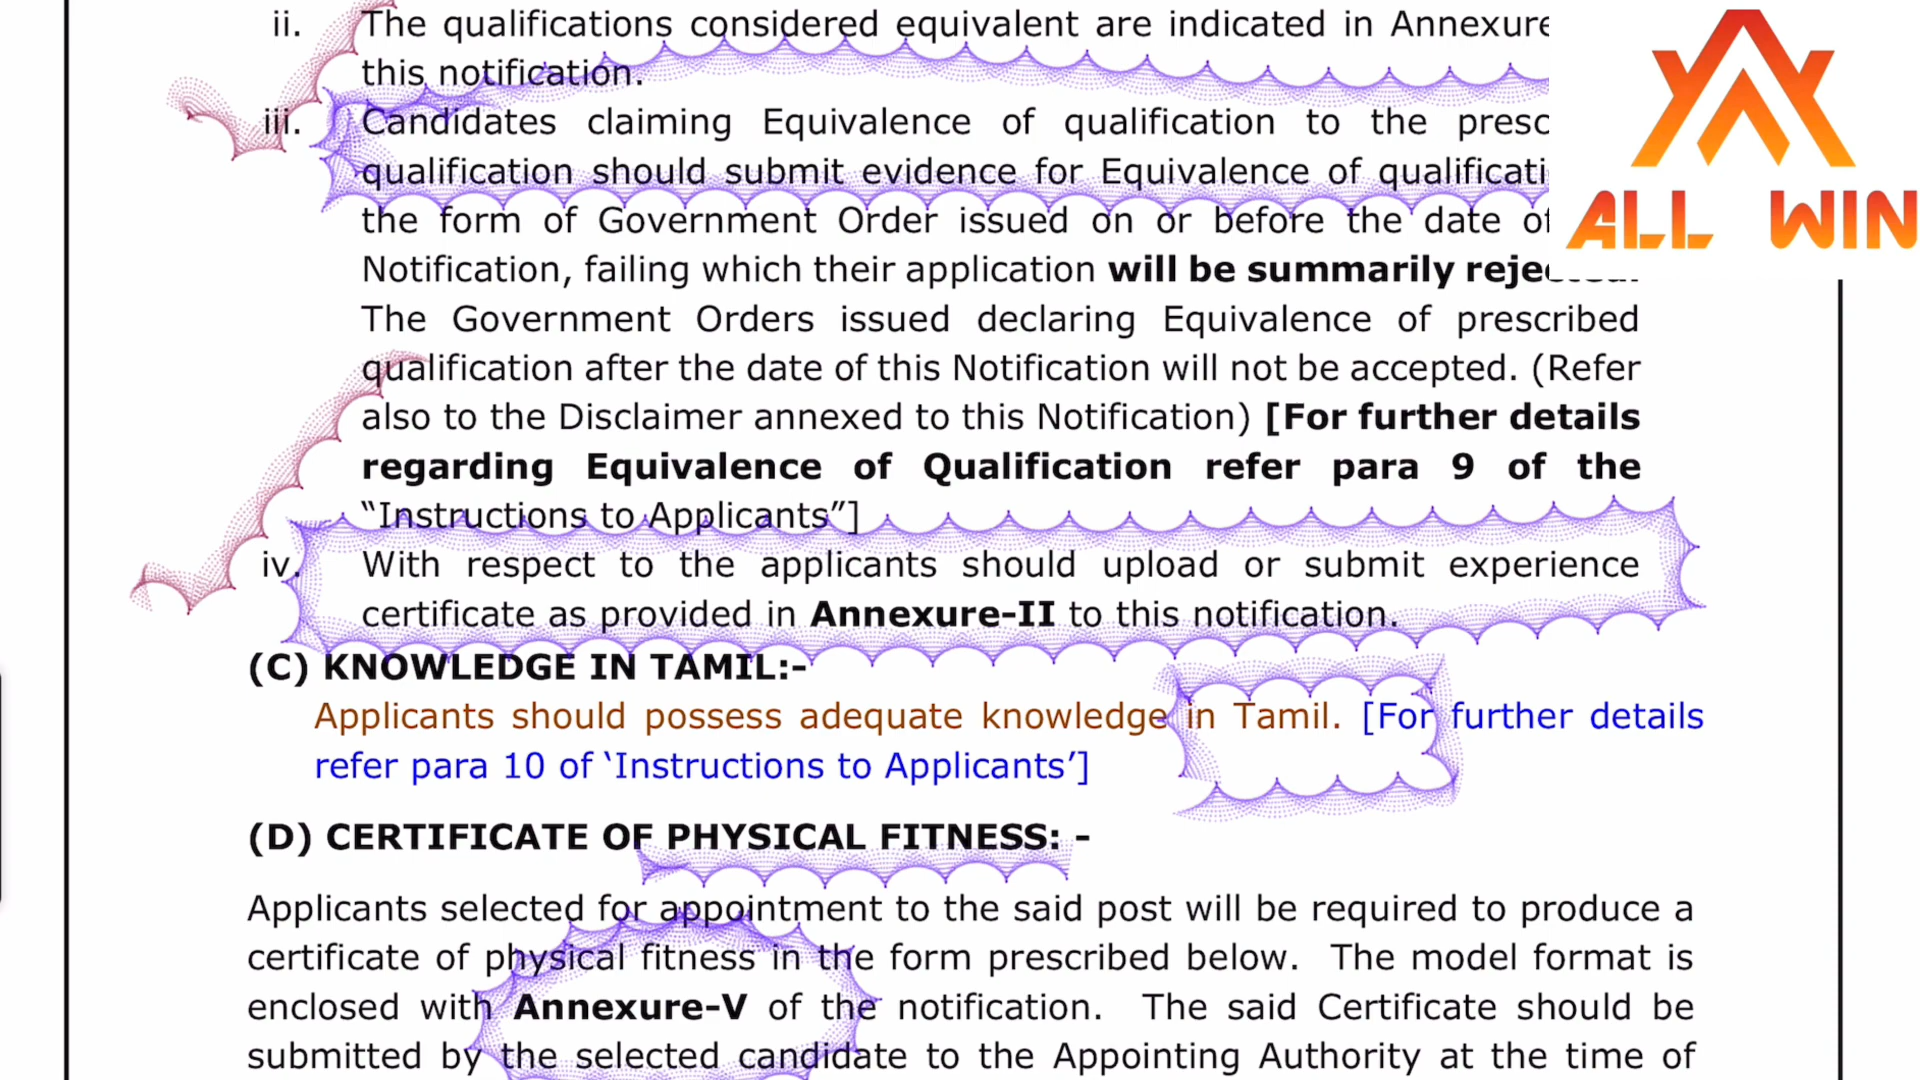 ii. The qualifications considered equivalent are indicated in Annexure
this notification.
iii. Candidates claiming Equivalence of qualification to the
qualification should submit evidence for Equivalence of
the form of Government Order issued on or before the date of
Notification, failing which their application will be summarily
The Government Orders issued declaring Equivalence of prescribed
qualification after the date of this Notification will not be accepted. (Refer
also to the Disclaimer annexed to this Notification) [For further details
regarding Equivalence of Qualification refer para 9 of the
“Instructions to Applicants”]
iv. With respect to the applicants should upload or submit experience
certificate as provided in Annexure-II to this notification.
(C) KNOWLEDGE IN TAMIL:-
Applicants should possess adequate knowledge in Tamil. [For further details
refer para 10 of ‘Instructions to Applicants’]
(D) CERTIFICATE OF PHYSICAL FITNESS: -
Applicants selected for appointment to the said post will be required to produce a
certificate of physical fitness in the form prescribed below. The model format is
enclosed with Annexure-V of the notification. The said Certificate should be
submitted by the selected candidate to the Appointing Authority at the time of
ALL WIN